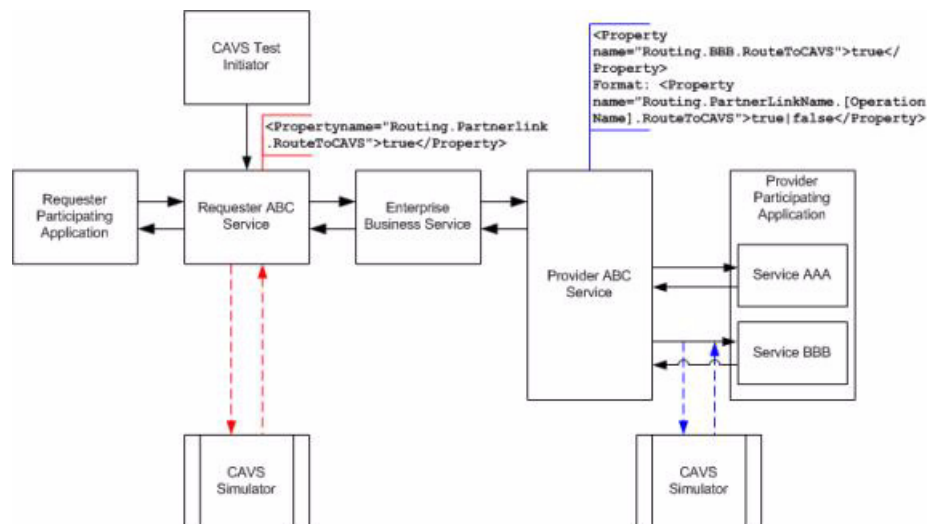 CAVS Test
Initiator
<Property
name="Routing.BBB.RouteToCAVS">true</
Property>
Format: <Property
name="Routing.PartnerLinkName.[Operation
Name].RouteToCAVS">true|false</Property>
<Propertyname="Routing.Partnerlink
.RouteToCAVS">true</Property>
Requester
Participating
Application
Requester ABC
Service
Enterprise
Business Service
Provider ABC
Service
Provider
Participating
Application
Service AAA
Service BBB
CAVS
Simulator
CAVS
Simulator